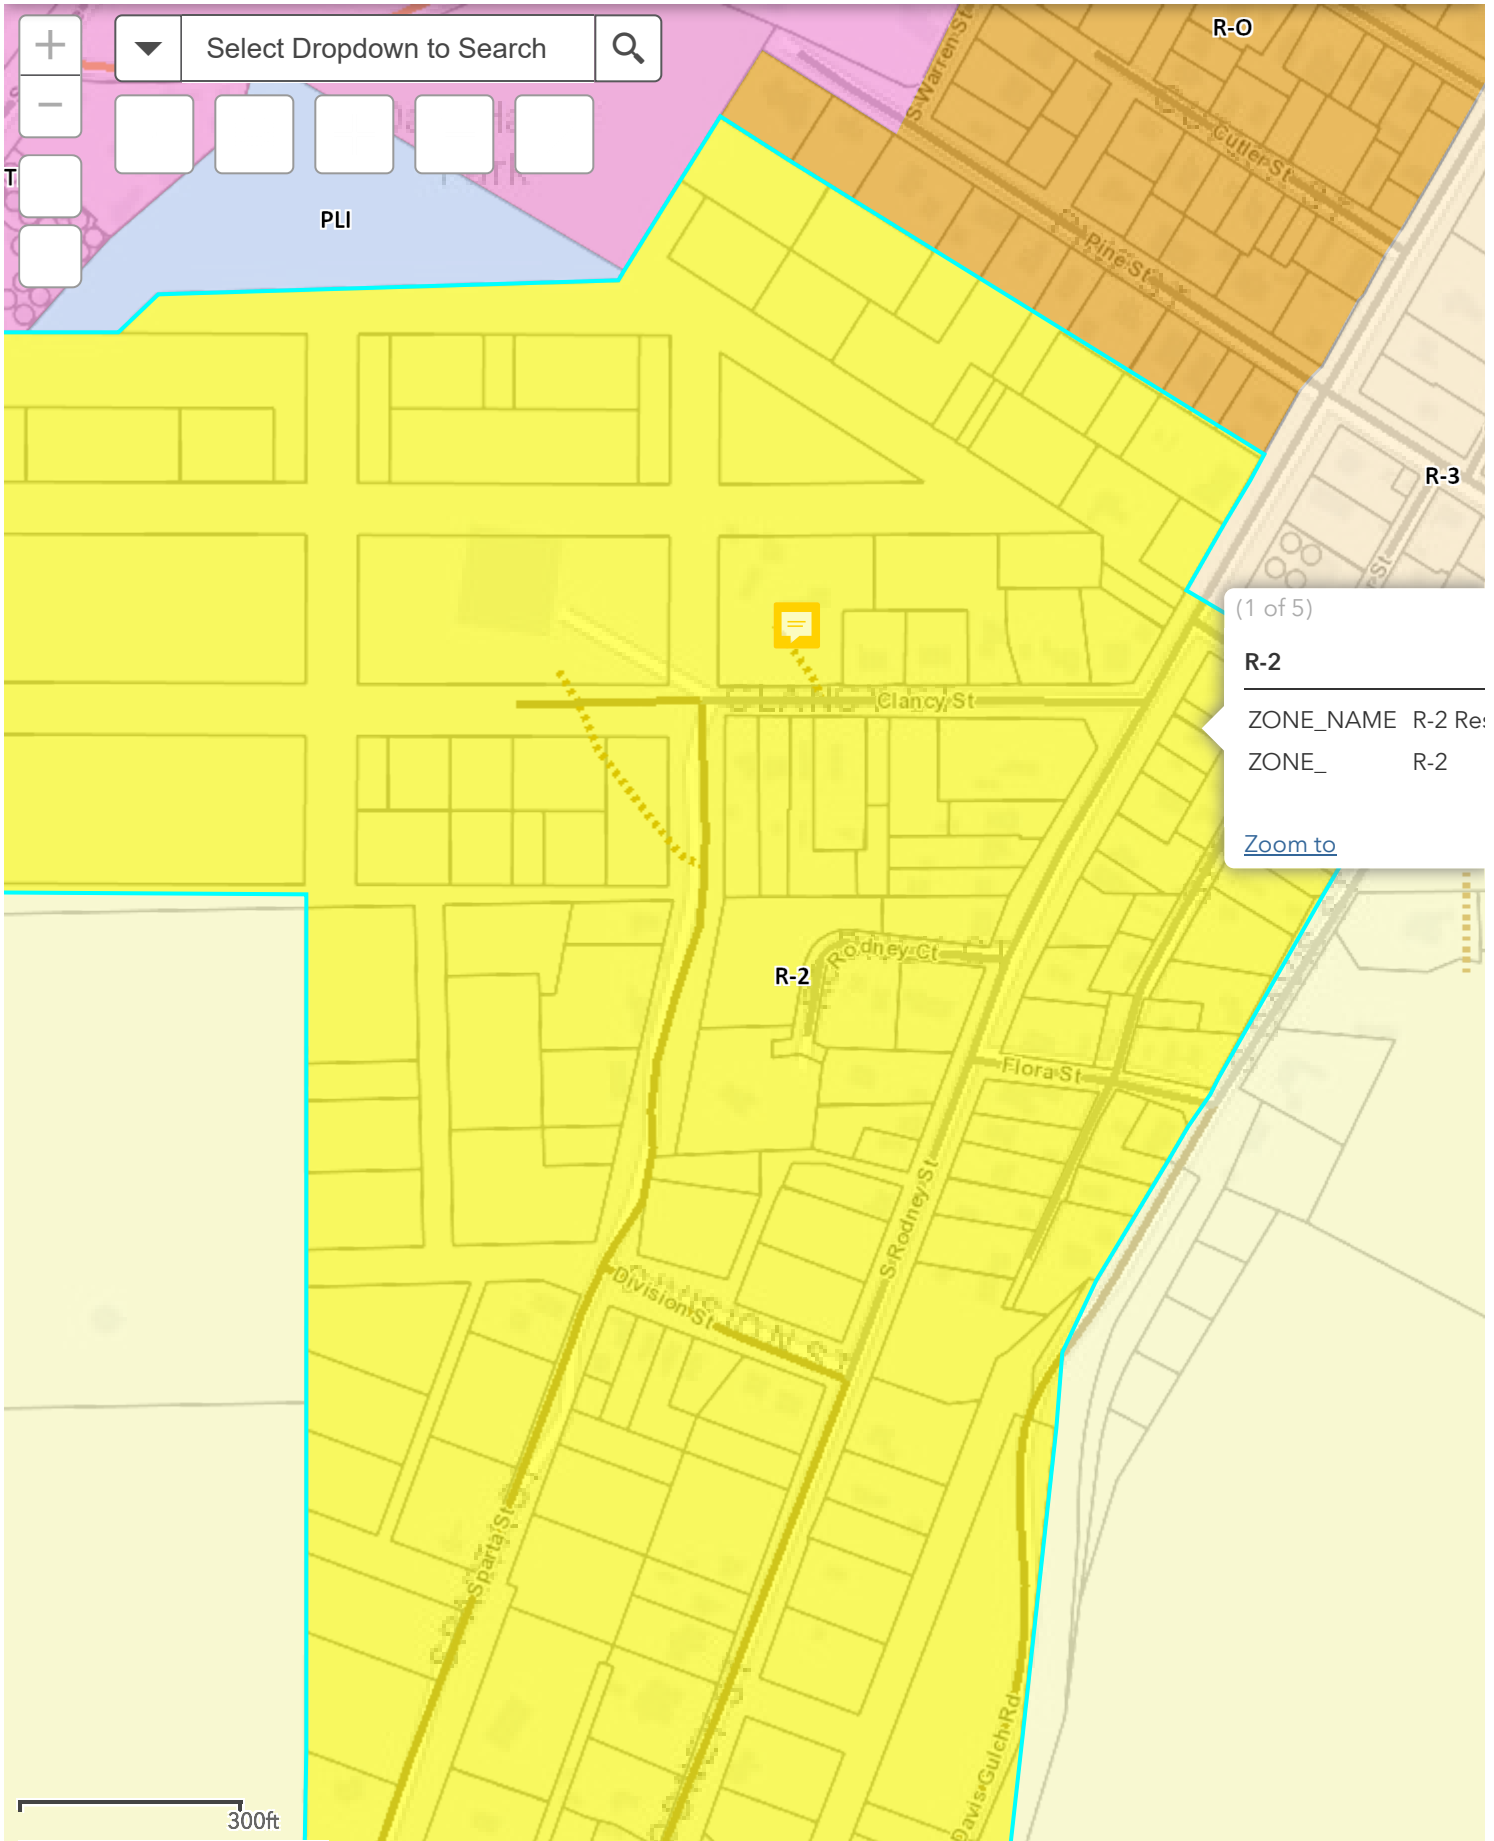 Select Dropdown to Search
R-O
S Warren St
Cutler St
T
PLI
Pine St
R-3
(1 of 5)
R-2
ZONE_NAME R-2 Res
ZONE_ R-2
Zoom to
Clancy St
Rodney Ct
R-2
Flora St
S Rodney St
Division St
Sparta St
Davis Gulch Rd
300ft